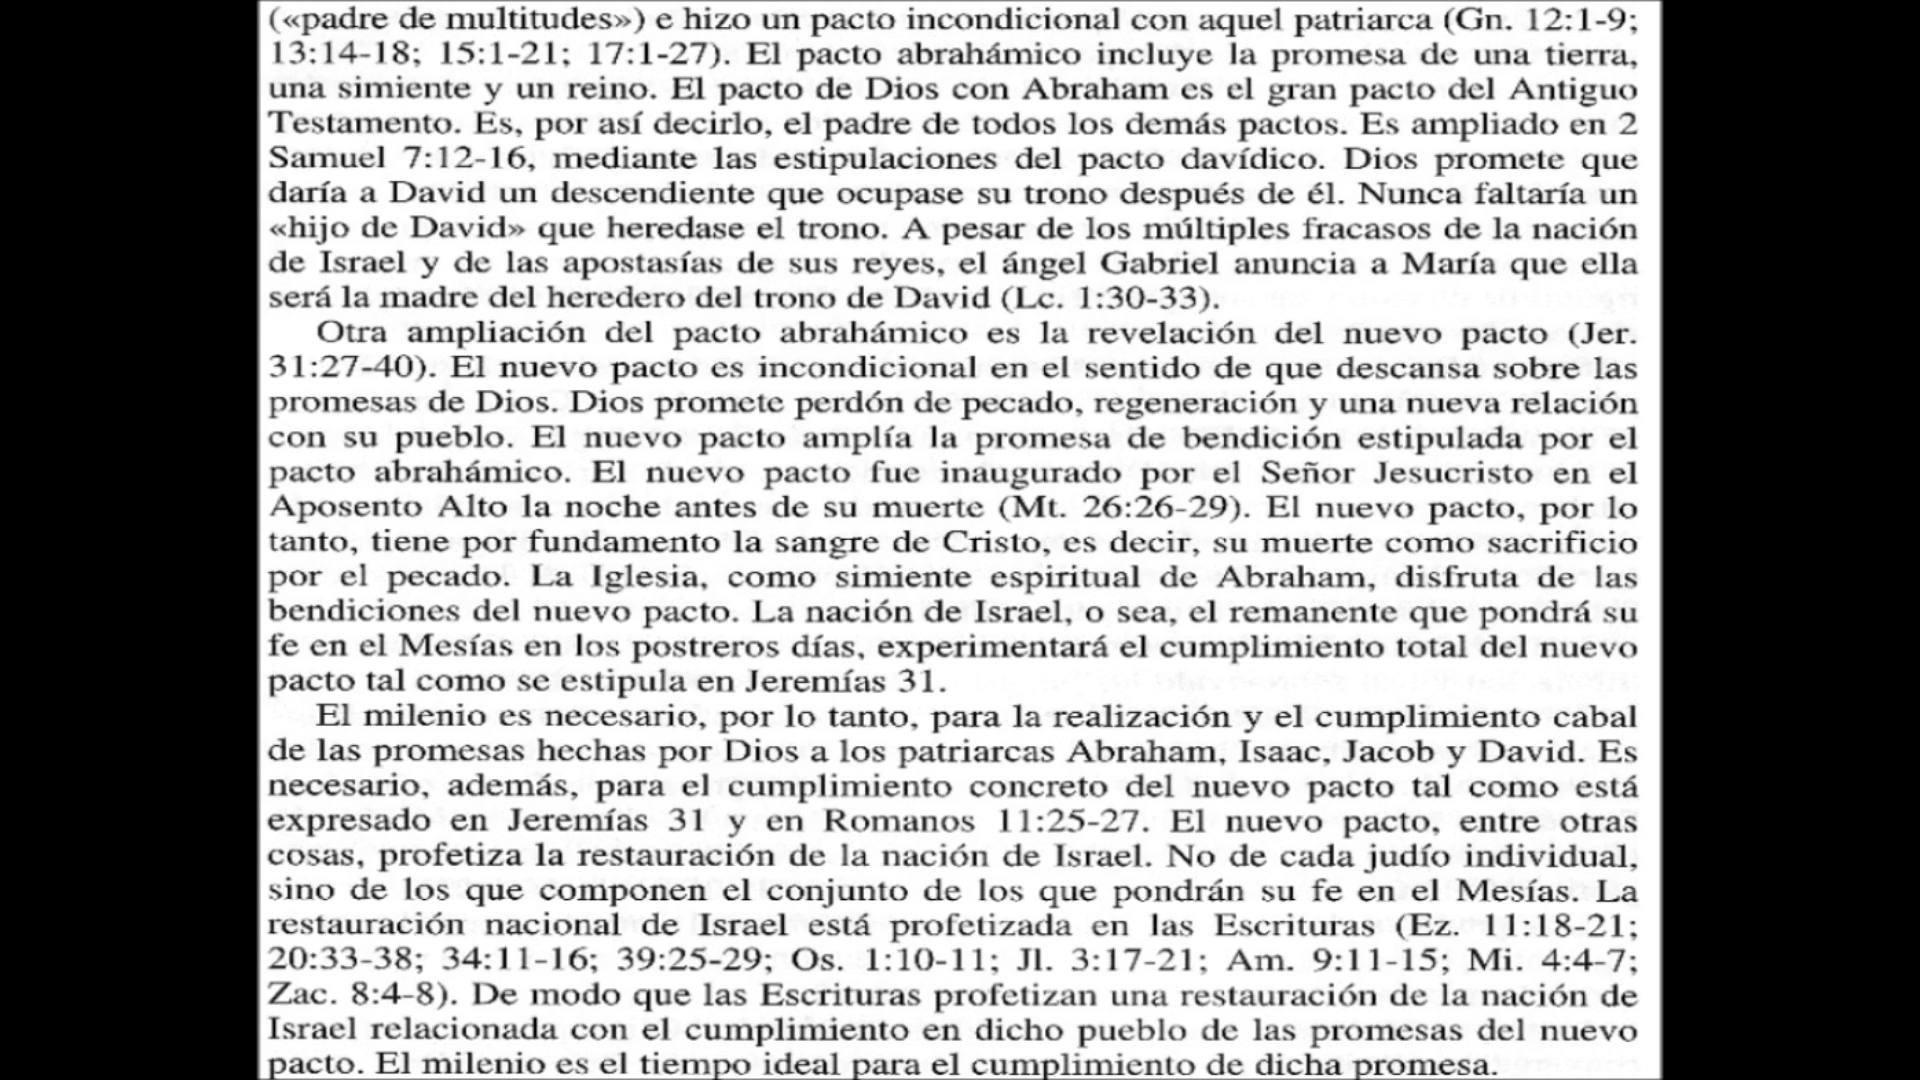 («padre de multitudes») e hizo un pacto incondicional con aquel patriarca (Gn. 12:1-9;
13:14-18; 15:1-21; 17:1-27). El pacto abrahámico incluye la promesa de una tierra,
una simiente y un reino. El pacto de Dios con Abraham es el gran pacto del Antiguo
Testamento. Es, por así decirlo, el padre de todos los demás pactos. Es ampliado en 2
Samuel 7:12-16, mediante las estipulaciones del pacto davídico. Dios promete que
daría a David un descendiente que ocupase su trono después de él. Nunca faltaría un
«hijo de David» que heredase el trono. A pesar de los múltiples fracasos de la nación
de Israel y de las apostasías de sus reyes, el ángel Gabriel anuncia a María que ella
será la madre del heredero del trono de David (Lc. 1:30-33).
Otra ampliación del pacto abrahámico es la revelación del nuevo pacto (Jer.
31:27-40). El nuevo pacto es incondicional en el sentido de que descansa sobre las
promesas de Dios. Dios promete perdón de pecado, regeneración y una nueva relación
con su pueblo. El nuevo pacto amplía la promesa de bendición estipulada por el
pacto abrahámico. El nuevo pacto fue inaugurado por el Señor Jesucristo en el
Aposento Alto la noche antes de su muerte (Mt. 26:26-29). El nuevo pacto, por lo
tanto, tiene por fundamento la sangre de Cristo, es decir, su muerte como sacrificio
por el pecado. La Iglesia, como simiente espiritual de Abraham, disfruta de las
bendiciones del nuevo pacto. La nación de Israel, o sea, el remanente que pondrá su
fe en el Mesías en los postreros días, experimentará el cumplimiento total del nuevo
pacto tal como se estipula en Jeremías 31.
El milenio es necesario, por lo tanto, para la realización y el cumplimiento cabal
de las promesas hechas por Dios a los patriarcas Abraham, Isaac, Jacob y David. Es
necesario, además, para el cumplimiento concreto del nuevo pacto tal como está
expresado en Jeremías 31 y en Romanos 11:25-27. El nuevo pacto, entre otras
cosas, profetiza la restauración de la nación de Israel. No de cada judío individual,
sino de los que componen el conjunto de los que pondrán su fe en el Mesías. La
restauración nacional de Israel está profetizada en las Escrituras (Ez. 11:18-21;
20:33-38; 34:11-16; 39:25-29; Os. 1:10-11; Jl. 3:17-21; Am. 9:11-15; Mi. 4:4-7;
Zac. 8:4-8). De modo que las Escrituras profetizan una restauración de la nación de
Israel relacionada con el cumplimiento en dicho pueblo de las promesas del nuevo
pacto. El milenio es el tiempo ideal para el cumplimiento de dicha promesa.